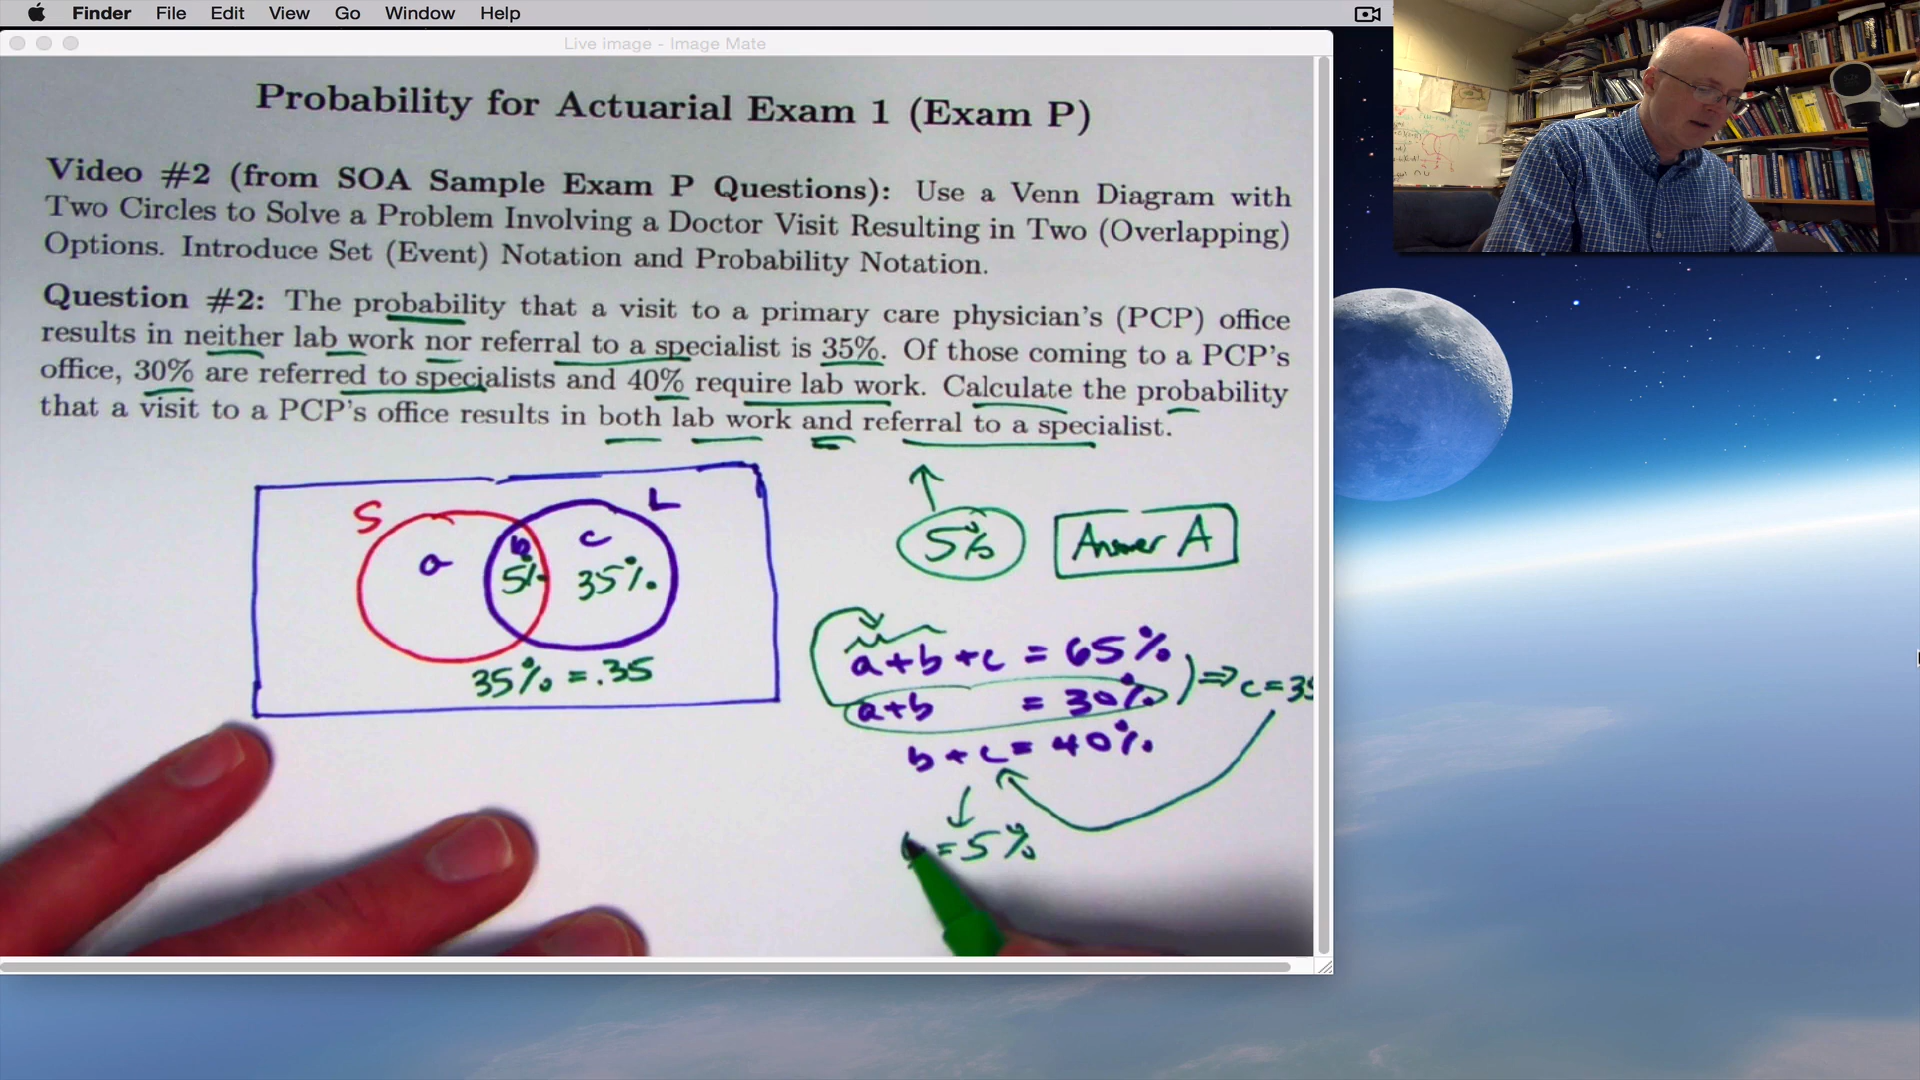 Finder File Edit View Go Window Help
Live image - Image Mate
Probability for Actuarial Exam 1 (Exam P)
Video #2 (from SOA Sample Exam P Questions): Use a Venn Diagram with
Two Circles to Solve a Problem Involving a Doctor Visit Resulting in Two (Overlapping)
Options. Introduce Set (Event) Notation and Probability Notation.
Question #2: The probability that a visit to a primary care physician's (PCP) office
results in neither lab work nor referral to a specialist is 35%. Of those coming to a PCP's
office, 30% are referred to specialists and 40% require lab work. Calculate the probability
that a visit to a PCP's office results in both lab work and referral to a specialist.
S L
a b c
5% 35%
35% = .35
5% Answer A
a+b+c = 65%
a+b = 30% ) ⇒ c=35
b+c = 40%
b=5%